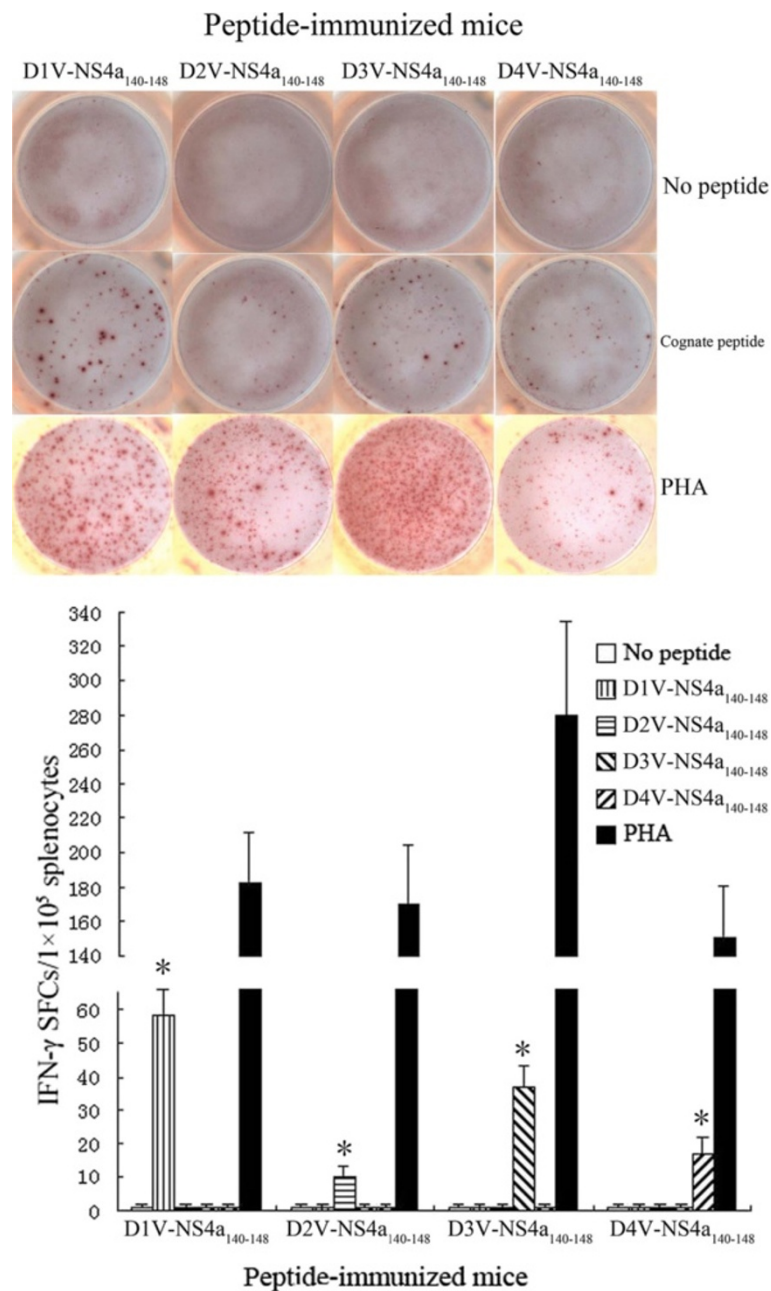 Peptide-immunized mice
D1V-NS4a140-148 D2V-NS4a140-148 D3V-NS4a140-148 D4V-NS4a140-148
No peptide
Cognate peptide
PHA
340
320
300
280
260
240
220
200
180
160
140
60
50
40
30
20
10
0
IFN-γ SFCs/1×10⁵ splenocytes
No peptide
D1V-NS4a140-148
D2V-NS4a140-148
D3V-NS4a140-148
D4V-NS4a140-148
PHA
*
*
*
*
D1V-NS4a140-148 D2V-NS4a140-148 D3V-NS4a140-148 D4V-NS4a140-148
Peptide-immunized mice